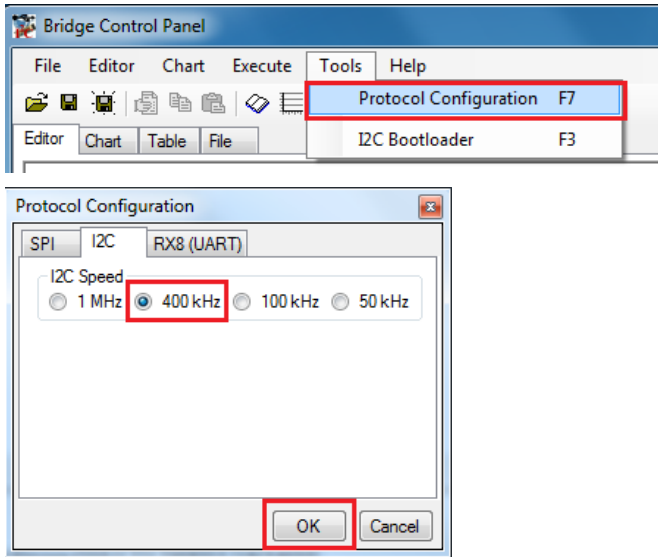 Bridge Control Panel
File Editor Chart Execute Tools Help
Protocol Configuration F7
Editor Chart Table File
I2C Bootloader F3
Protocol Configuration
SPI I2C RX8 (UART)
I2C Speed
1 MHz 400 kHz 100 kHz 50 kHz
OK Cancel